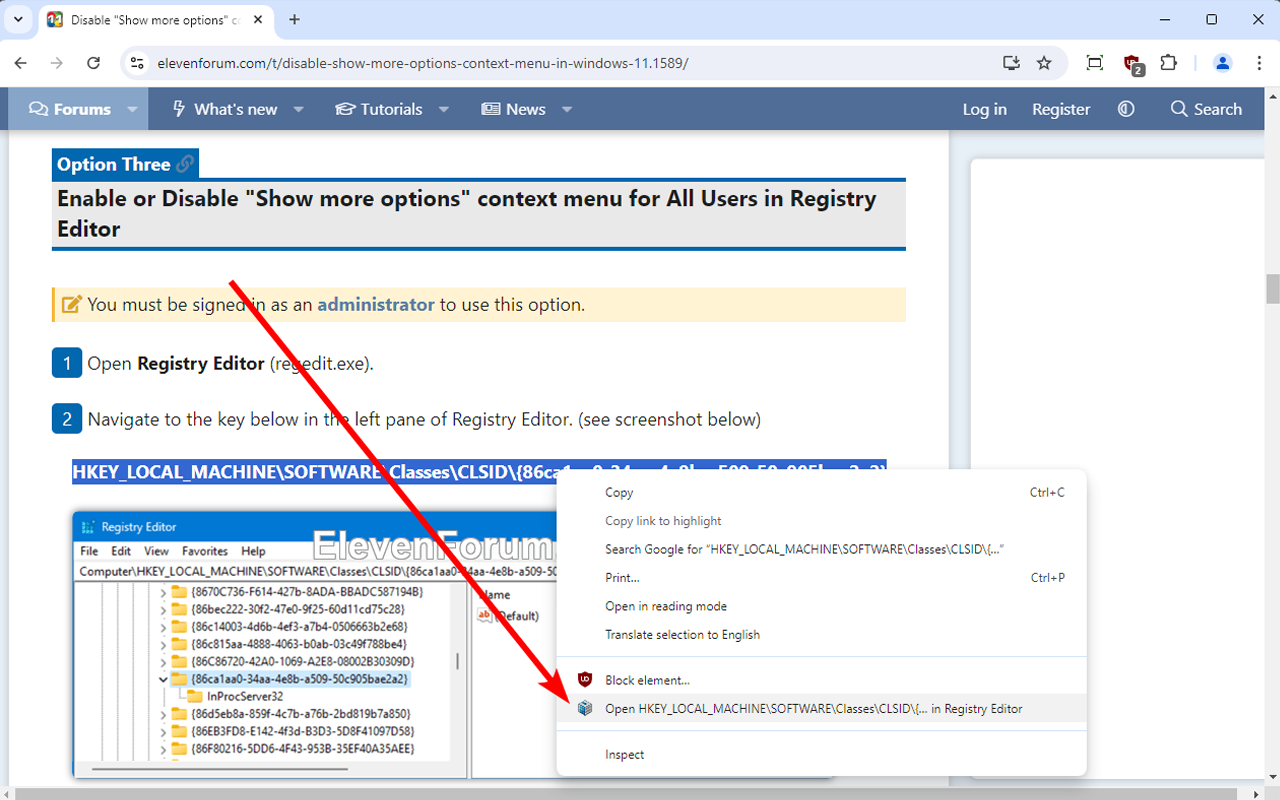 Disable "Show more options" co
elevenforum.com/t/disable-show-more-options-context-menu-in-windows-11.1589/
2
Forums What's new Tutorials News Log in Register Search
Option Three
Enable or Disable "Show more options" context menu for All Users in Registry
Editor
You must be signed in as an administrator to use this option.
1 Open Registry Editor (regedit.exe).
2 Navigate to the key below in the left pane of Registry Editor. (see screenshot below)
HKEY_LOCAL_MACHINE\SOFTWARE\Classes\CLSID\{86ca1aa0-34aa-4e8b-a509-50c905bae2a2}
Registry Editor
ElevenForum
File Edit View Favorites Help
Computer\HKEY_LOCAL_MACHINE\SOFTWARE\Classes\CLSID\{86ca1aa0-34aa-4e8b-a509-50
{8670C736-F614-427b-8ADA-BBADC587194B}
Name
{86bec222-30f2-47e0-9f25-60d11cd75c28}
ab (Default)
{86c14003-4d6b-4ef3-a7b4-0506663b2e68}
{86c815aa-4888-4063-b0ab-03c49f788be4}
{86C86720-42A0-1069-A2E8-08002B30309D}
{86ca1aa0-34aa-4e8b-a509-50c905bae2a2}
InProcServer32
{86d5eb8a-859f-4c7b-a76b-2bd819b7a850}
{86EB3FD8-E142-4f3d-B3D3-5D8F41097D58}
{86F80216-5DD6-4F43-953B-35EF40A35AEE}
Copy Ctrl+C
Copy link to highlight
Search Google for “HKEY_LOCAL_MACHINE\SOFTWARE\Classes\CLSID\{...”
Print... Ctrl+P
Open in reading mode
Translate selection to English
Block element...
Open HKEY_LOCAL_MACHINE\SOFTWARE\Classes\CLSID\{... in Registry Editor
Inspect